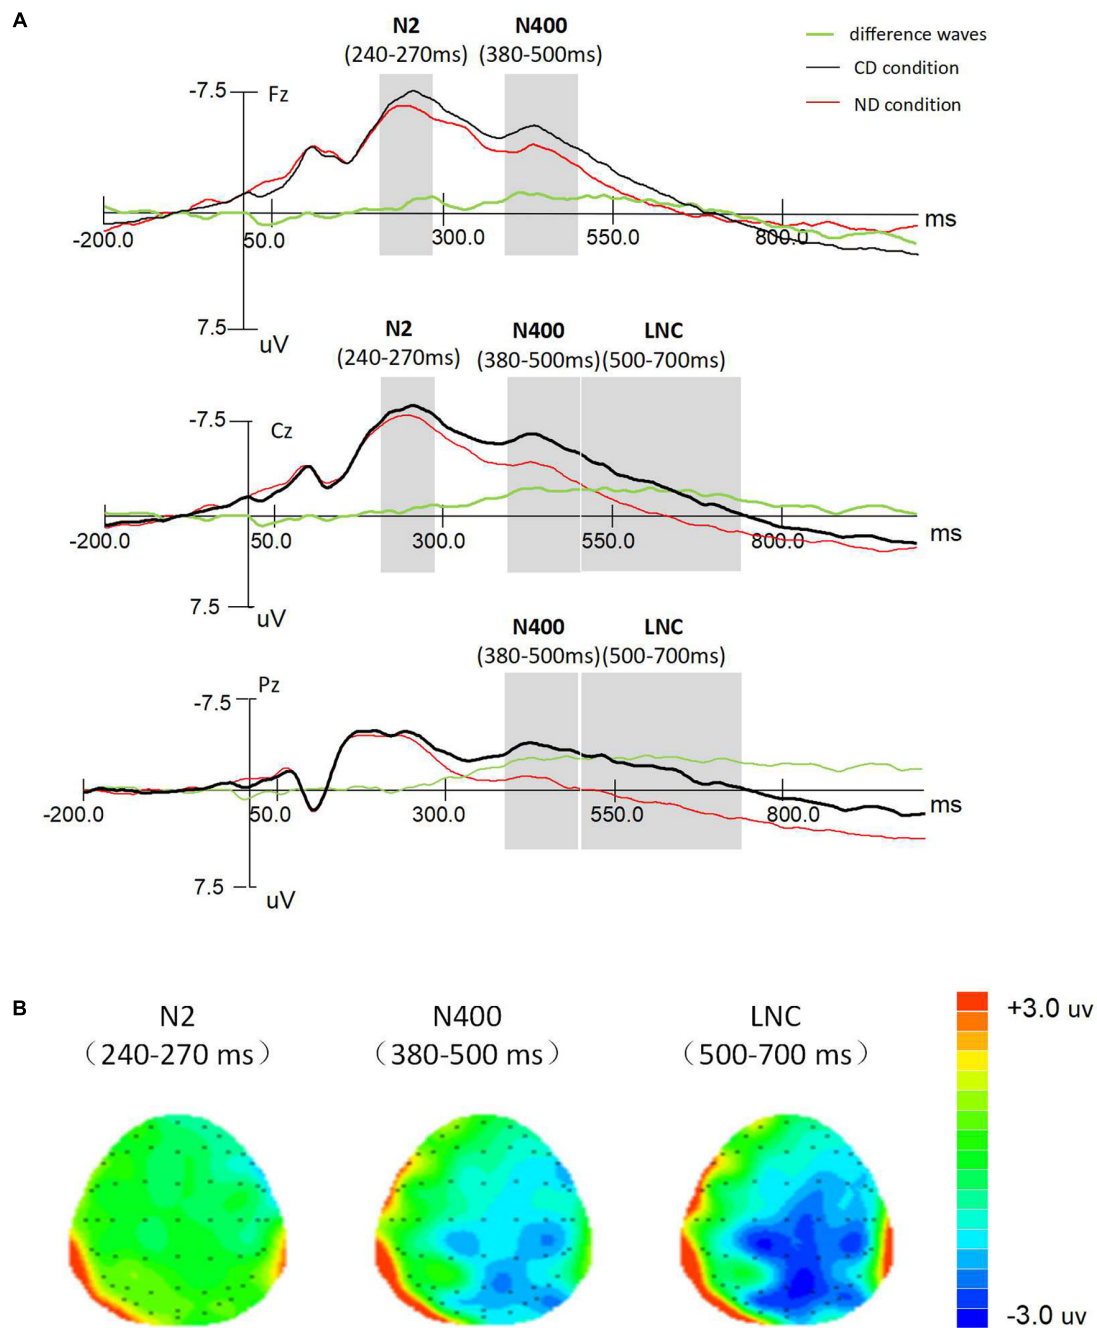 A
N2
(240-270ms)
N400
(380-500ms)
difference waves
CD condition
ND condition
-7.5
Fz
ms
-200.0 50.0 300.0 550.0 800.0
7.5
uV
N2
(240-270ms)
N400 LNC
(380-500ms)(500-700ms)
-7.5
Cz
ms
-200.0 50.0 300.0 550.0 800.0
7.5
uV
N400 LNC
(380-500ms)(500-700ms)
-7.5
Pz
ms
-200.0 50.0 300.0 550.0 800.0
7.5
uV
B
N2
（240-270 ms）
N400
（380-500 ms）
LNC
（500-700 ms）
+3.0 uv
-3.0 uv